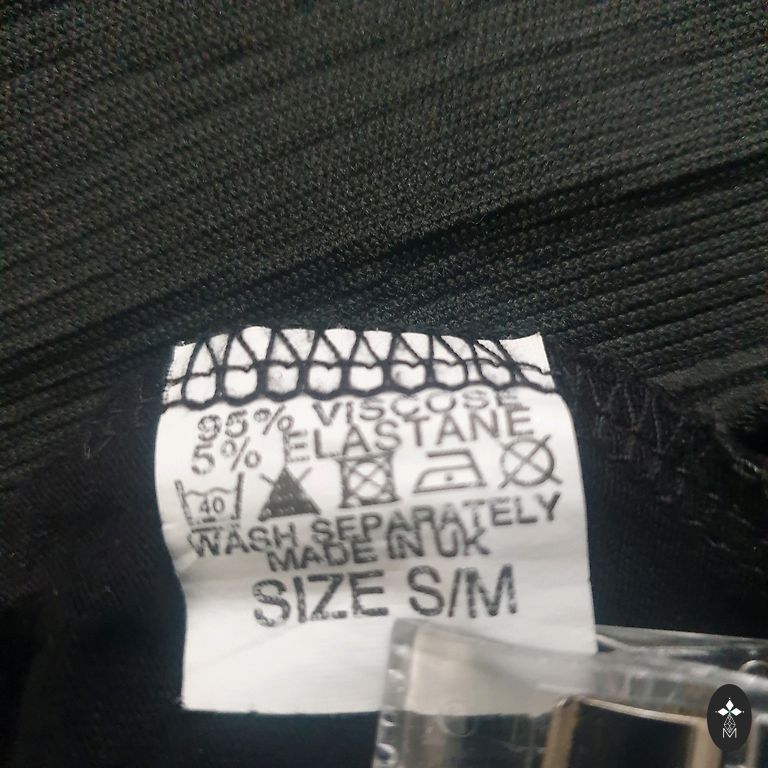 95% VISCOSE
5% ELASTANE
40
WASH SEPARATELY
MADE IN UK
SIZE S/M
M